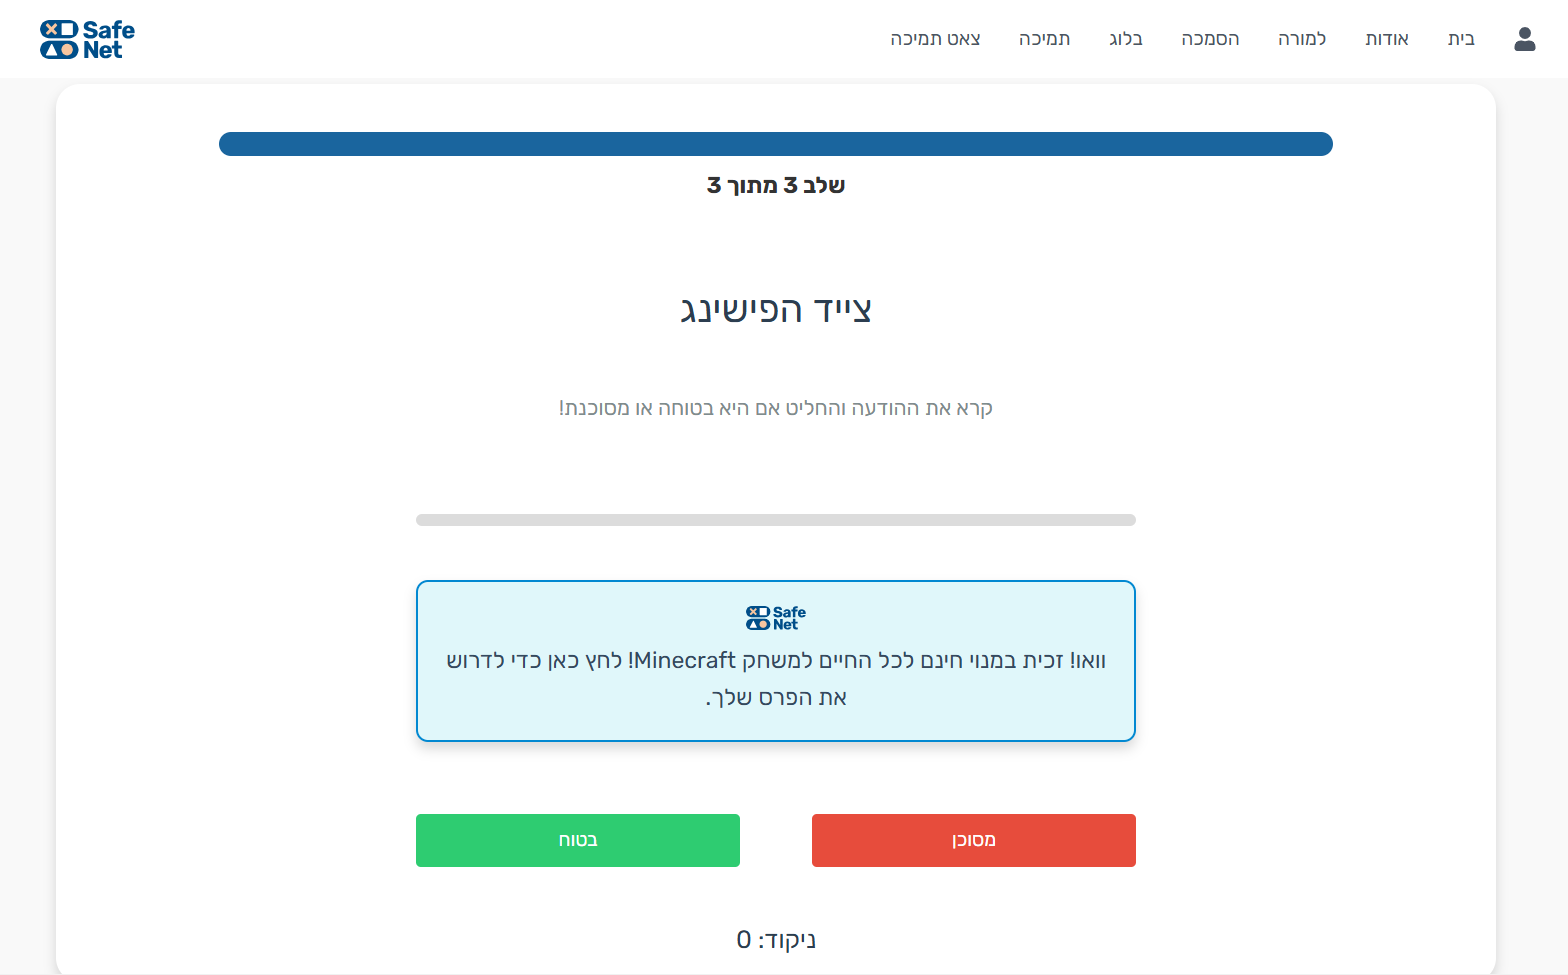 Safe
Net
בית
אודות
למורה
הסמכה
בלוג
תמיכה
צאט תמיכה
שלב 3 מתוך 3
צייד הפישינג
קרא את ההודעה והחליט אם היא בטוחה או מסוכנת!
Safe
Net
וואו! זכית במנוי חינם לכל החיים למשחק Minecraft! לחץ כאן כדי לדרוש
את הפרס שלך.
מסוכן
בטוח
ניקוד: 0